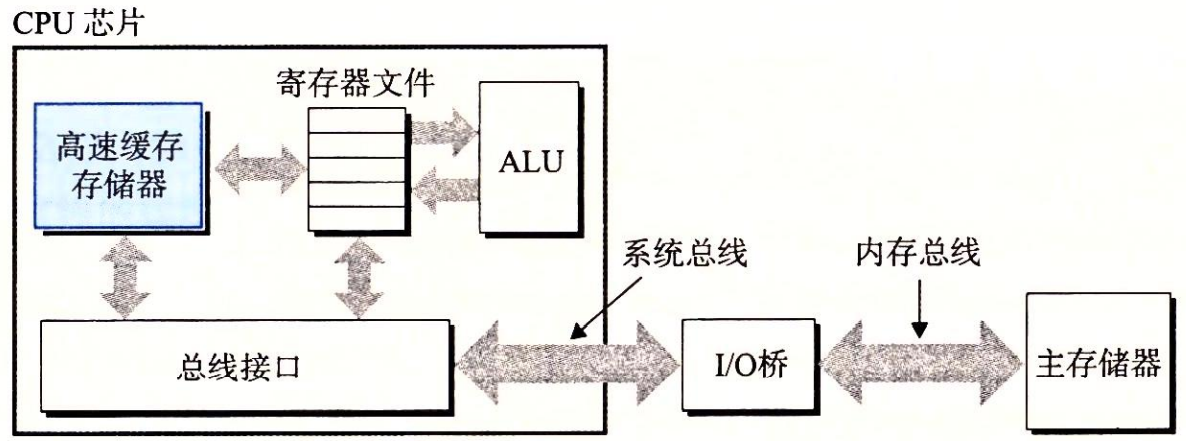 CPU 芯片
寄存器文件
高速缓存
存储器
ALU
系统总线
内存总线
总线接口
I/O桥
主存储器